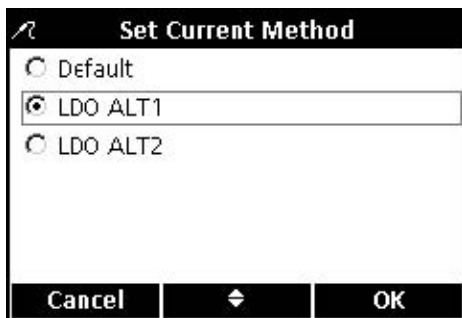 Set Current Method
Default
LDO ALT1
LDO ALT2
Cancel OK